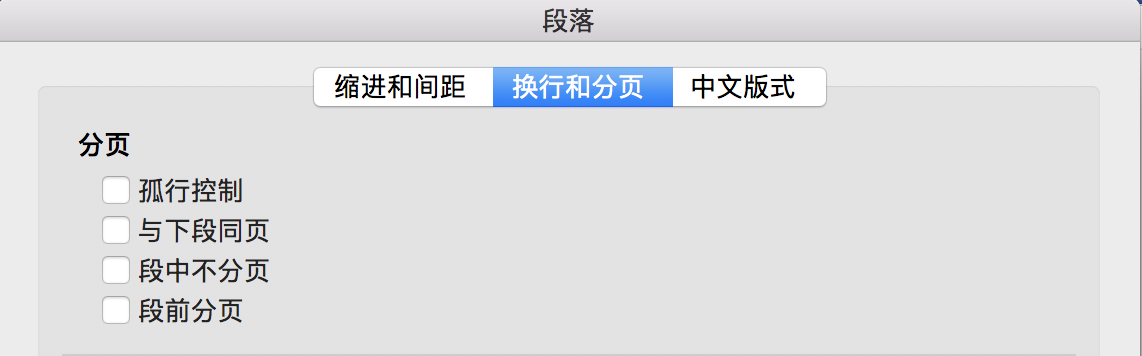 段落
缩进和间距 换行和分页 中文版式
分页
孤行控制
与下段同页
段中不分页
段前分页